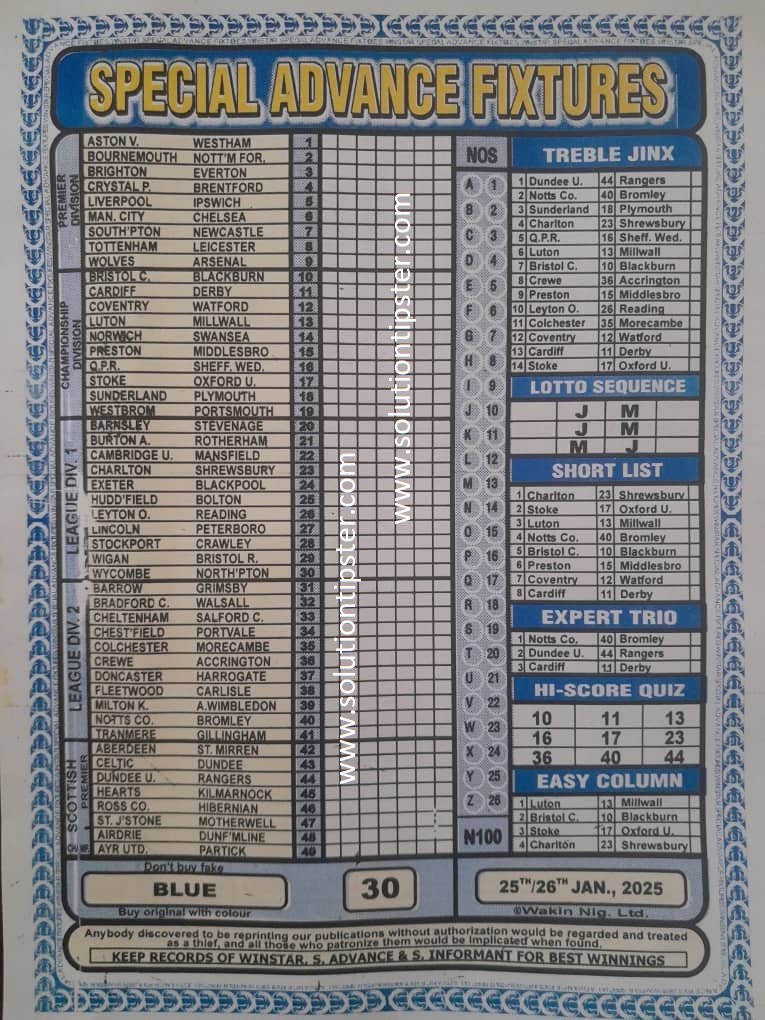 SPECIAL ADVANCE FIXTURES
PREMIER DIVISION
ASTON V. WESTHAM 1
BOURNEMOUTH NOTT'M FOR. 2
BRIGHTON EVERTON 3
CRYSTAL P. BRENTFORD 4
LIVERPOOL IPSWICH 5
MAN. CITY CHELSEA 6
SOUTH'PTON NEWCASTLE 7
TOTTENHAM LEICESTER 8
WOLVES ARSENAL 9
CHAMPIONSHIP DIVISION
BRISTOL C. BLACKBURN 10
CARDIFF DERBY 11
COVENTRY WATFORD 12
LUTON MILLWALL 13
NORWICH SWANSEA 14
PRESTON MIDDLESBRO 15
Q.P.R. SHEFF. WED. 16
STOKE OXFORD U. 17
SUNDERLAND PLYMOUTH 18
WESTBROM PORTSMOUTH 19
LEAGUE DIV. 1
BARNSLEY STEVENAGE 20
BURTON A. ROTHERHAM 21
CAMBRIDGE U. MANSFIELD 22
CHARLTON SHREWSBURY 23
EXETER BLACKPOOL 24
HUDD'FIELD BOLTON 25
LEYTON O. READING 26
LINCOLN PETERBORO 27
STOCKPORT CRAWLEY 28
WIGAN BRISTOL R. 29
WYCOMBE NORTH'PTON 30
LEAGUE DIV. 2
BARROW GRIMSBY 31
BRADFORD C. WALSALL 32
CHELTENHAM SALFORD C. 33
CHEST'FIELD PORTVALE 34
COLCHESTER MORECAMBE 35
CREWE ACCRINGTON 36
DONCASTER HARROGATE 37
FLEETWOOD CARLISLE 38
MILTON K. A.WIMBLEDON 39
NOTTS CO. BROMLEY 40
TRANMERE GILLINGHAM 41
SCOTTISH PREMIER
ABERDEEN ST. MIRREN 42
CELTIC DUNDEE 43
DUNDEE U. RANGERS 44
HEARTS KILMARNOCK 45
ROSS CO. HIBERNIAN 46
ST. J'STONE MOTHERWELL 47
AIRDRIE DUNF'MLINE 48
AYR UTD. PARTICK 49
www.solutiontipster.com
www.solutiontipster.com
NOS
A 1
B 2
C 3
D 4
E 5
F 6
G 7
H 8
I 9
J 10
K 11
L 12
M 13
N 14
O 15
P 16
Q 17
R 18
S 19
T 20
U 21
V 22
W 23
X 24
Y 25
Z 26
N100
TREBLE JINX
1 Dundee U. 44 Rangers
2 Notts Co. 40 Bromley
3 Sunderland 18 Plymouth
4 Charlton 23 Shrewsbury
5 Q.P.R. 16 Sheff. Wed.
6 Luton 13 Millwall
7 Bristol C. 10 Blackburn
8 Crewe 36 Accrington
9 Preston 15 Middlesbro
10 Leyton O. 26 Reading
11 Colchester 35 Morecambe
12 Coventry 12 Watford
13 Cardiff 11 Derby
14 Stoke 17 Oxford U.
LOTTO SEQUENCE
J M
J M
M J
SHORT LIST
1 Charlton 23 Shrewsbury
2 Stoke 17 Oxford U.
3 Luton 13 Millwall
4 Notts Co. 40 Bromley
5 Bristol C. 10 Blackburn
6 Preston 15 Middlesbro
7 Coventry 12 Watford
8 Cardiff 11 Derby
EXPERT TRIO
1 Notts Co. 40 Bromley
2 Dundee U. 44 Rangers
3 Cardiff 11 Derby
HI-SCORE QUIZ
10 11 13
16 17 23
36 40 44
EASY COLUMN
1 Luton 13 Millwall
2 Bristol C. 10 Blackburn
3 Stoke 17 Oxford U.
4 Charlton 23 Shrewsbury
Don't buy fake
BLUE 30 25TH/26TH JAN., 2025
Buy original with colour ©Wakin Nig. Ltd.
Anybody discovered to be reprinting our publications without authorization would be regarded and treated
as a thief, and all those who patronize them would be implicated when found.
KEEP RECORDS OF WINSTAR, S. ADVANCE & S. INFORMANT FOR BEST WINNINGS